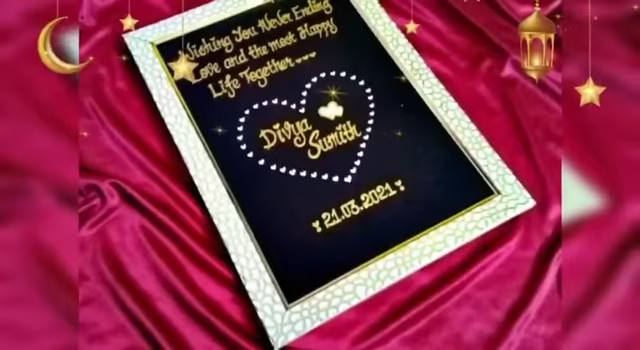 Wishing You Never Ending
Love and the most Happy
Life Together ~~~
Divya
Sumith
21.03.2021